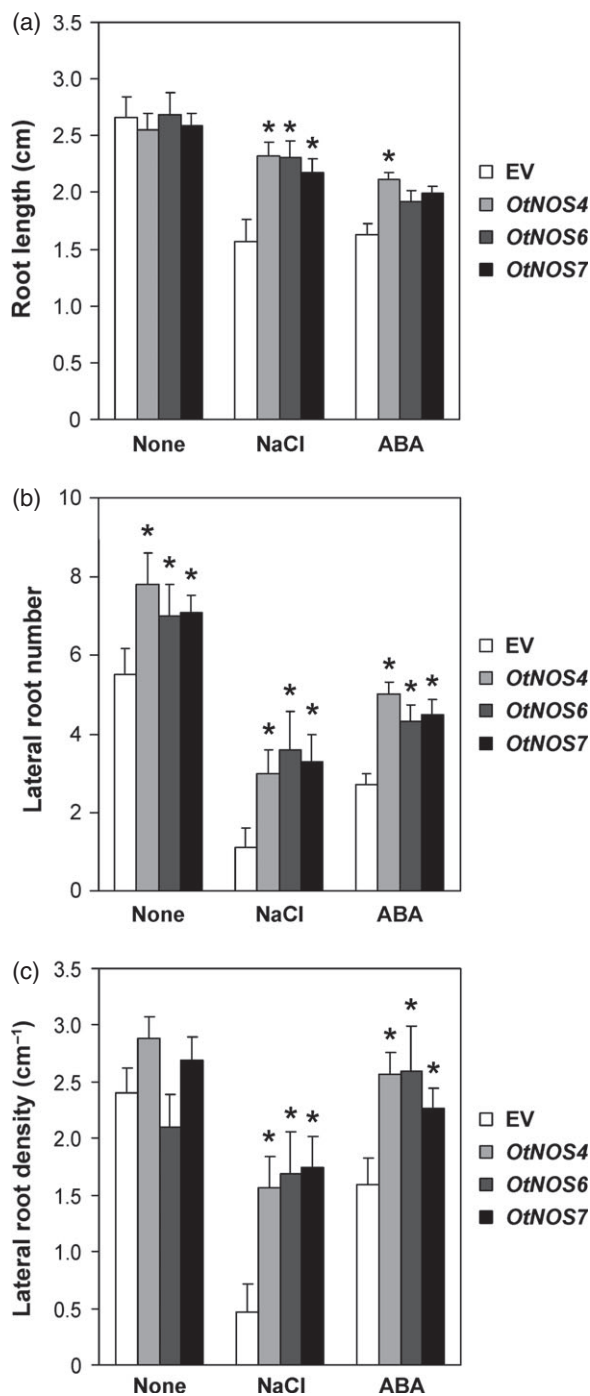 (a)
Root length (cm)
3.5
3.0
2.5
2.0
1.5
1.0
0.5
0
* * *
*
None NaCl ABA
EV
OtNOS4
OtNOS6
OtNOS7
(b)
Lateral root number
10
8
6
4
2
0
* * *
* * *
* * *
None NaCl ABA
EV
OtNOS4
OtNOS6
OtNOS7
(c)
Lateral root density (cm⁻¹)
3.5
3.0
2.5
2.0
1.5
1.0
0.5
0
* * *
* * *
None NaCl ABA
EV
OtNOS4
OtNOS6
OtNOS7